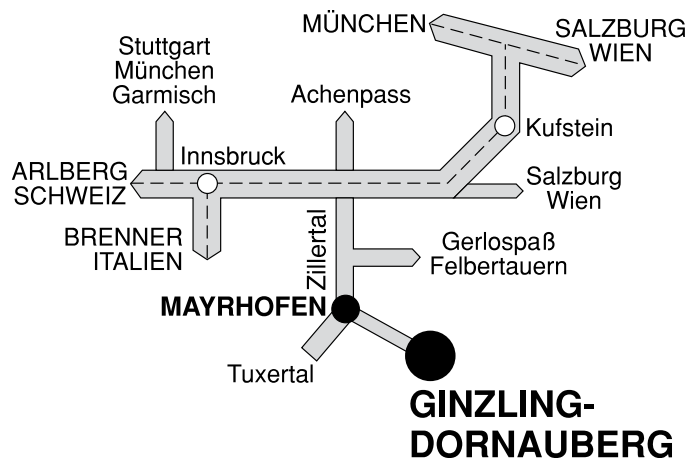 MÜNCHEN
SALZBURG
WIEN
Stuttgart
München
Garmisch
Achenpass
Kufstein
Innsbruck
ARLBERG
SCHWEIZ
Salzburg
Wien
BRENNER
ITALIEN
Zillertal
Gerlospaß
Felbertauern
MAYRHOFEN
Tuxertal
GINZLING-
DORNAUBERG